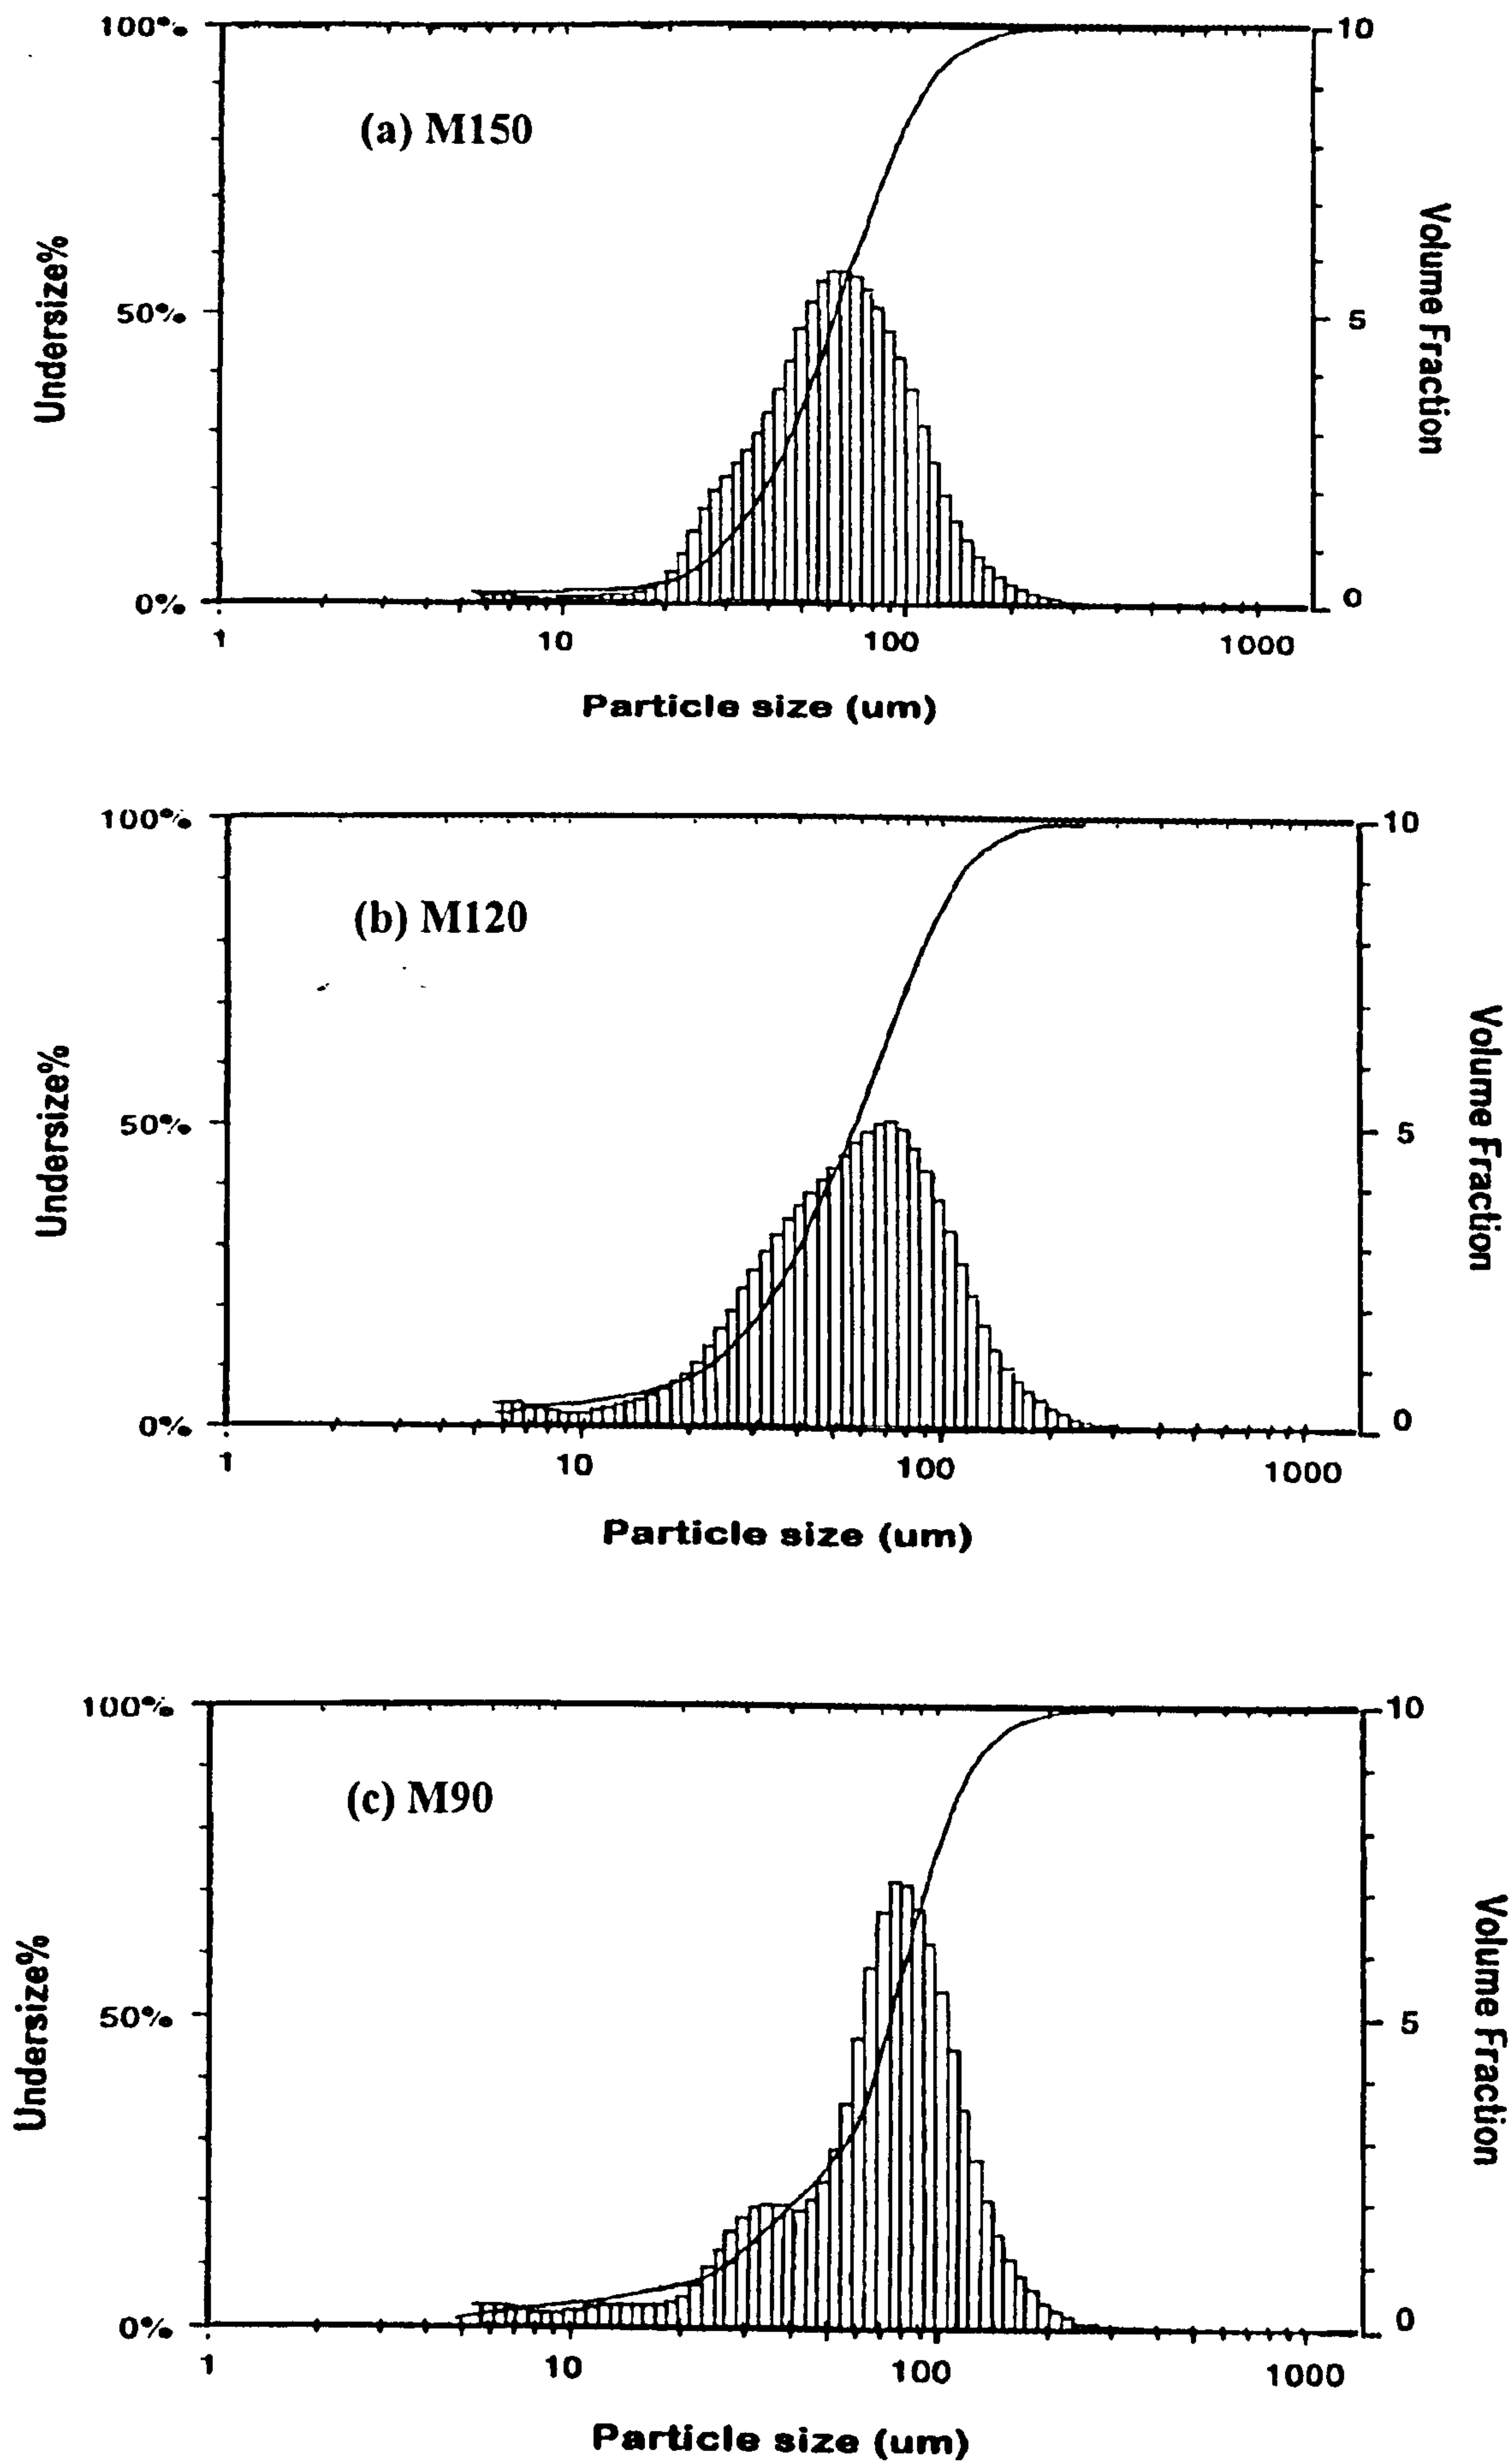 100%
10
(a) M150
Undersize%
Volume Fraction
50%
5
0%
0
1
10
100
1000
Particle size (um)
100%
10
(b) M120
Undersize%
Volume Fraction
50%
5
0%
0
1
10
100
1000
Particle size (um)
100%
10
(c) M90
Undersize%
Volume Fraction
50%
5
0%
0
1
10
100
1000
Particle size (um)